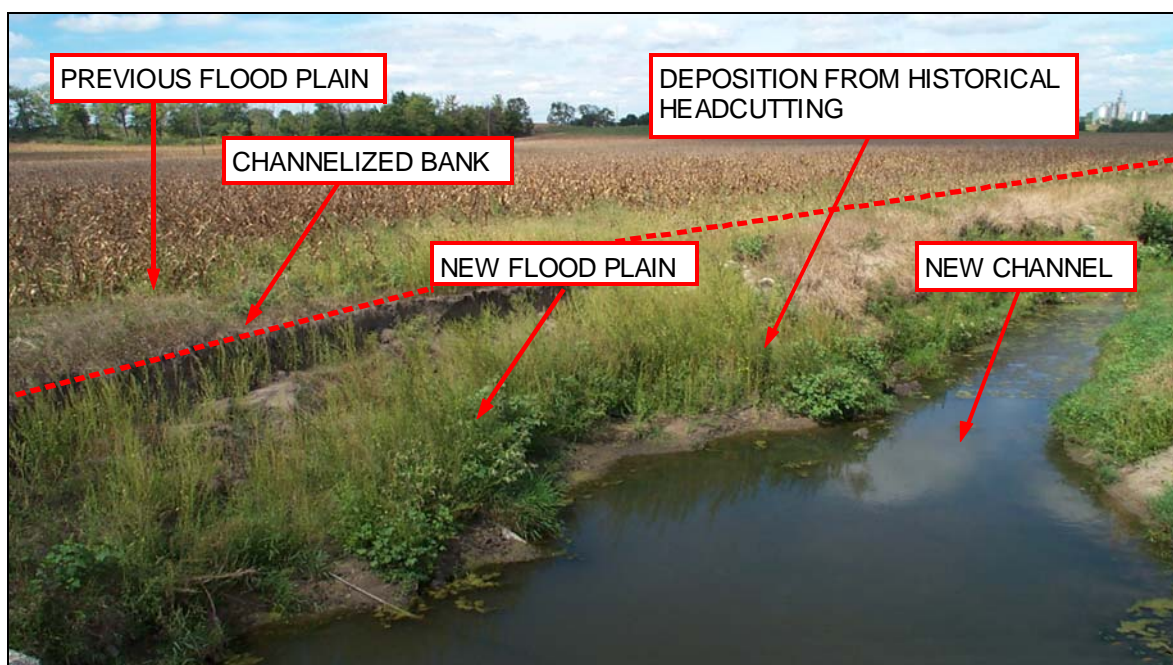 PREVIOUS FLOOD PLAIN
DEPOSITION FROM HISTORICAL
HEADCUTTING
CHANNELIZED BANK
NEW FLOOD PLAIN
NEW CHANNEL